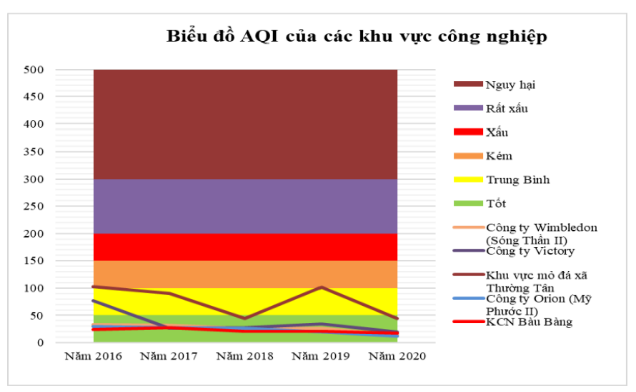 Biểu đồ AQI của các khu vực công nghiệp
500
450
400
350
300
250
200
150
100
50
0
Năm 2016 Năm 2017 Năm 2018 Năm 2019 Năm 2020
Nguy hại
Rất xấu
Xấu
Kém
Trung Bình
Tốt
Công ty Wimbledon
(Sóng Thần II)
Công ty Victory
Khu vực mỏ đá xã
Thường Tân
Công ty Orion (Mỹ
Phước II)
KCN Bàu Bàng